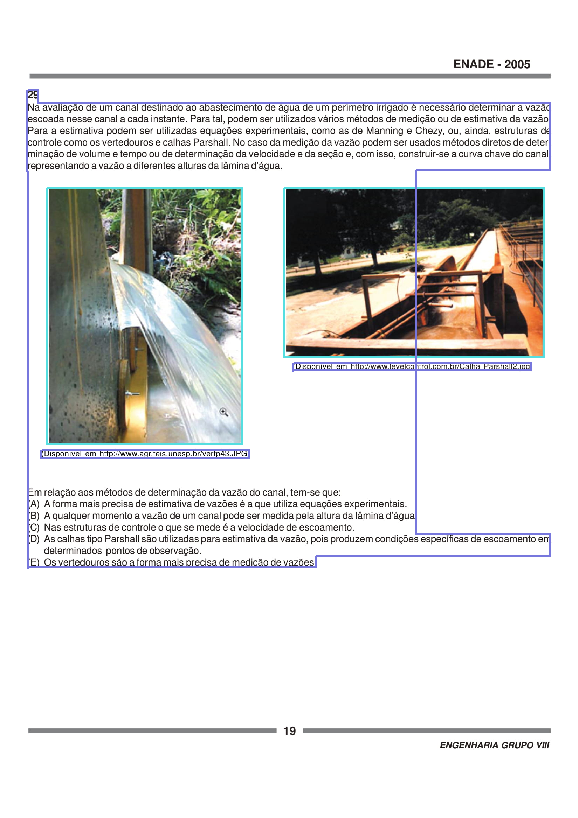 ENADE - 2005
29
Na avaliação de um canal destinado ao abastecimento de água de um perímetro irrigado é necessário determinar a vazão
escoada nesse canal a cada instante. Para tal, podem ser utilizados vários métodos de medição ou de estimativa da vazão
Para a estimativa podem ser utilizadas equações experimentais, como as de Manning e Chezy, ou, ainda, estruturas de
controle como os vertedouros e calhas Parshall. No caso da medição da vazão podem ser usados métodos diretos de deter
minação de volume e tempo ou de determinação da velocidade e da seção e, com isso, construir-se a curva chave do canal
representando a vazão a diferentes alturas da lâmina d'água.
(Disponível em http://www.levelcontrol.com.br/Calha Parshall2.jpg
(Disponível em http://www.agr.feis.unesp.br/vertp43.JPG)
Em relação aos métodos de determinação da vazão do canal, tem-se que:
(A) A forma mais precisa de estimativa de vazões é a que utiliza equações experimentais.
(B) A qualquer momento a vazão de um canal pode ser medida pela altura da lâmina d'água
(C) Nas estruturas de controle o que se mede é a velocidade de escoamento.
(D) As calhas tipo Parshall são utilizadas para estimativa da vazão, pois produzem condições específicas de escoamento em
determinados pontos de observação.
(E) Os vertedouros são a forma mais precisa de medição de vazões.
19
ENGENHARIA GRUPO VIII